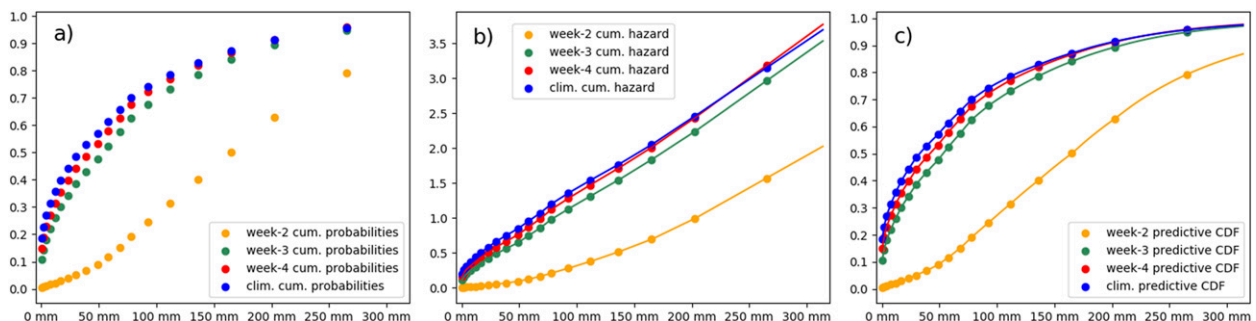 a)
1.0
0.9
0.8
0.7
0.6
0.5
0.4
0.3
0.2
0.1
0.0
week-2 cum. probabilities
week-3 cum. probabilities
week-4 cum. probabilities
clim. cum. probabilities
0 mm 50 mm 100 mm 150 mm 200 mm 250 mm 300 mm
b)
week-2 cum. hazard
week-3 cum. hazard
week-4 cum. hazard
clim. cum. hazard
3.5
3.0
2.5
2.0
1.5
1.0
0.5
0.0
0 mm 50 mm 100 mm 150 mm 200 mm 250 mm 300 mm
c)
1.0
0.9
0.8
0.7
0.6
0.5
0.4
0.3
0.2
0.1
0.0
week-2 predictive CDF
week-3 predictive CDF
week-4 predictive CDF
clim. predictive CDF
0 mm 50 mm 100 mm 150 mm 200 mm 250 mm 300 mm